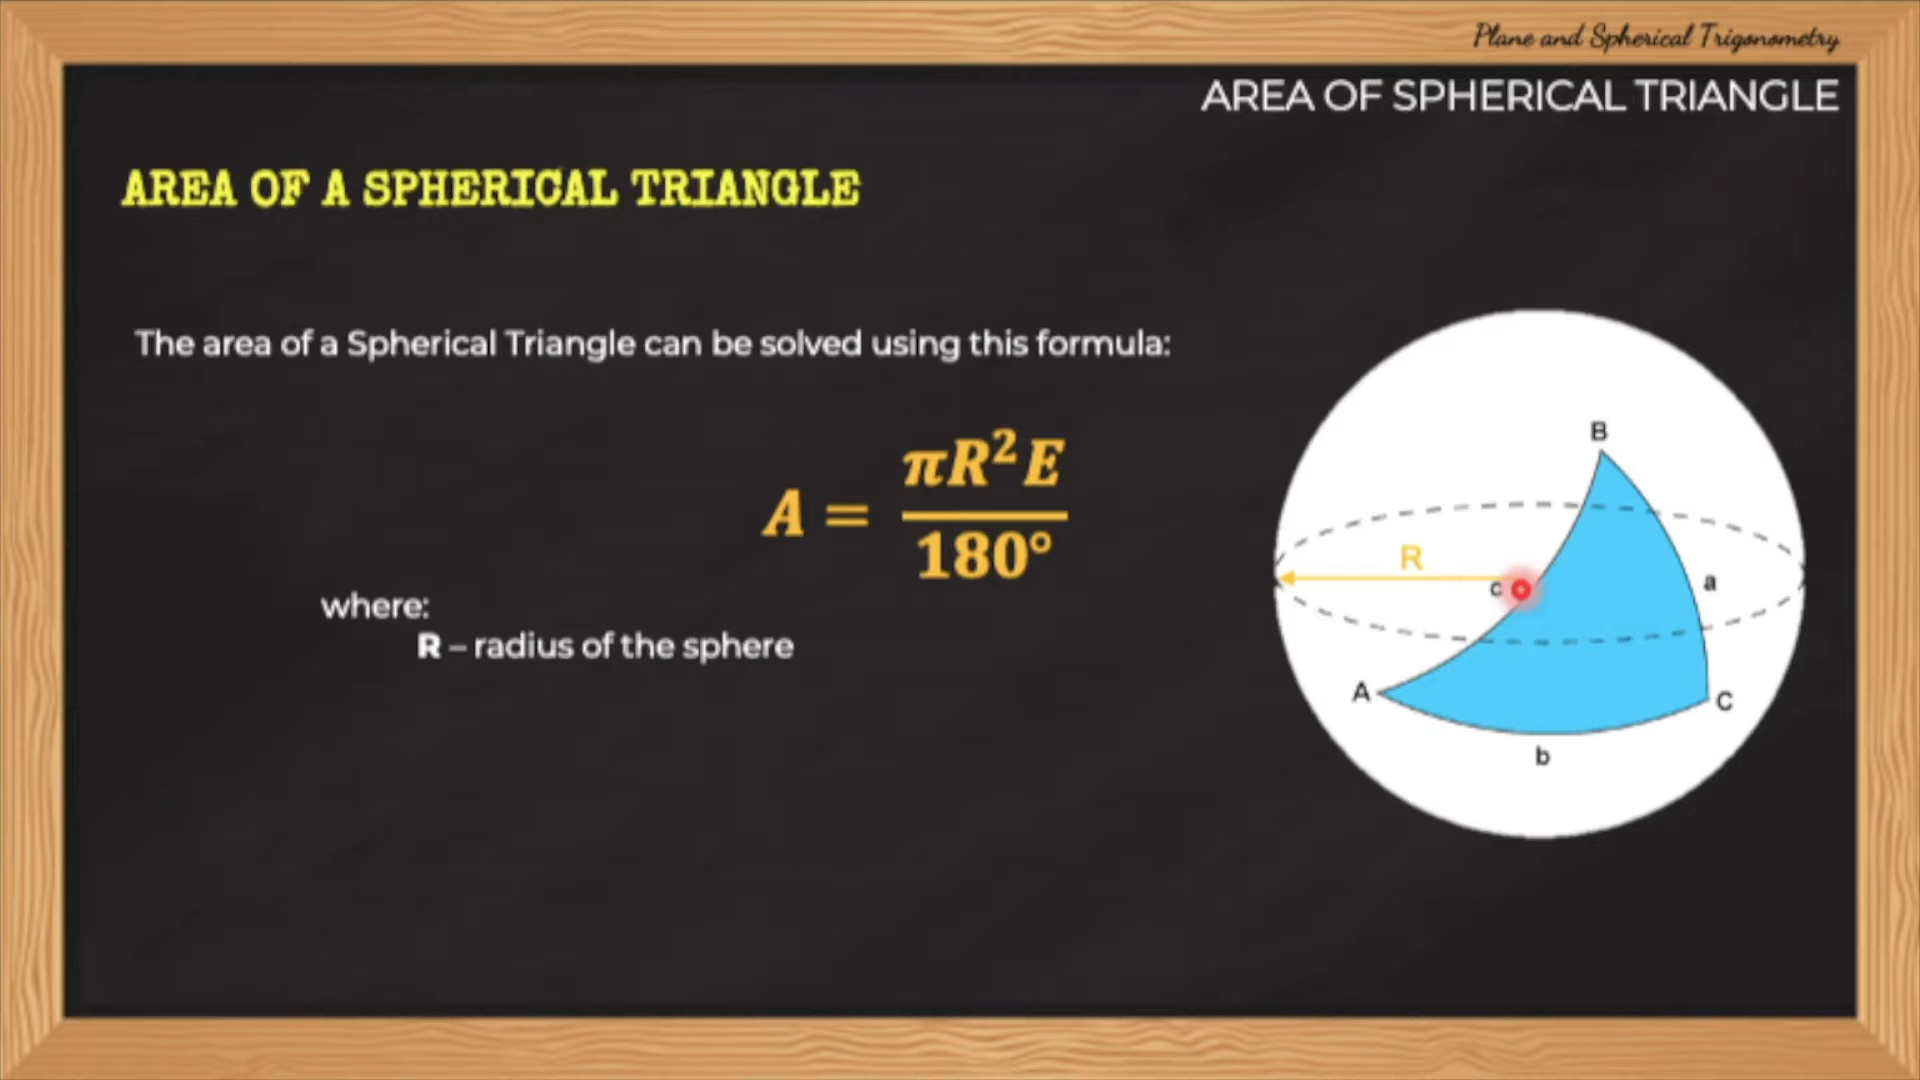 Plane and Spherical Trigonometry
AREA OF SPHERICAL TRIANGLE
AREA OF A SPHERICAL TRIANGLE
The area of a Spherical Triangle can be solved using this formula:
A = πR²E / 180°
where:
R – radius of the sphere
B
R
c
a
A
C
b